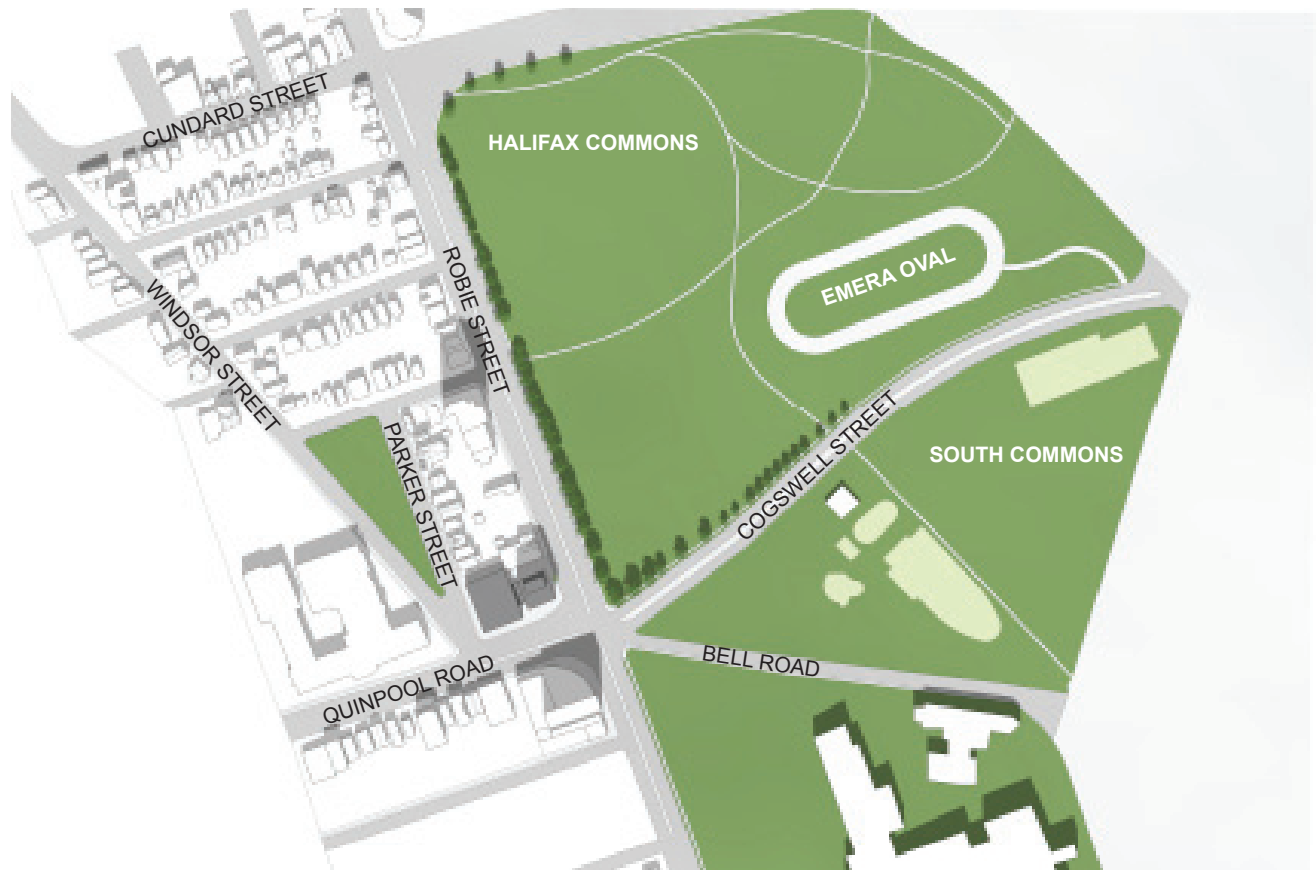 CUNDARD STREET
HALIFAX COMMONS
ROBIE STREET
EMERA OVAL
WINDSOR STREET
PARKER STREET
COGSWELL STREET
SOUTH COMMONS
QUINPOOL ROAD
BELL ROAD